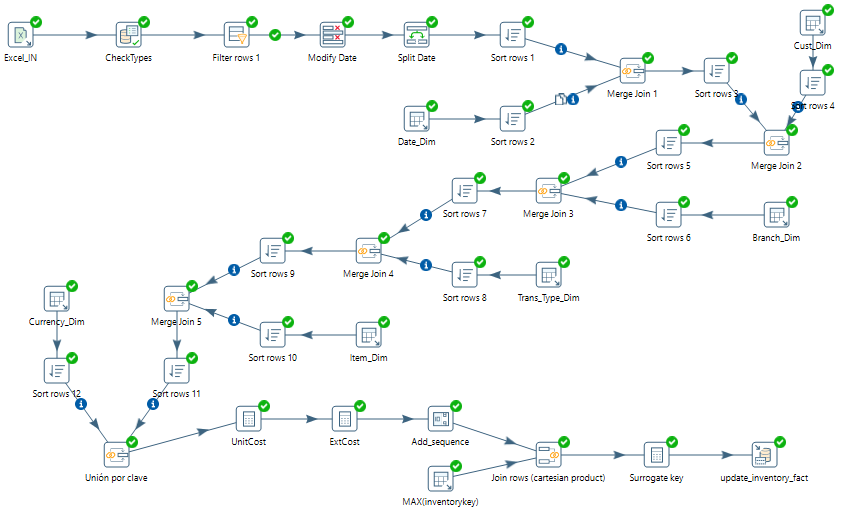 Excel_IN
CheckTypes
Filter rows 1
Modify Date
Split Date
Sort rows 1
Merge Join 1
Sort rows 3
Cust_Dim
Sort rows 4
Date_Dim
Sort rows 2
Merge Join 2
Sort rows 5
Merge Join 3
Sort rows 6
Branch_Dim
Sort rows 7
Merge Join 4
Sort rows 8
Trans_Type_Dim
Sort rows 9
Merge Join 5
Sort rows 10
Item_Dim
Currency_Dim
Sort rows 12
Sort rows 11
Unión por clave
UnitCost
ExtCost
Add_sequence
MAX(inventorykey)
Join rows (cartesian product)
Surrogate key
update_inventory_fact